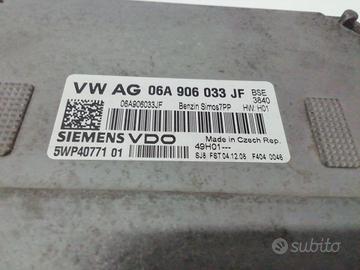 VW AG 06A 906 033 JF BSE
3840
06A906033JF Benzin Simos7PP HW:H01
SIEMENS VDO Made in Czech Rep.
5WP40771 01 49H01---
SJ8 FST 04.12.08 F404 0046
subito